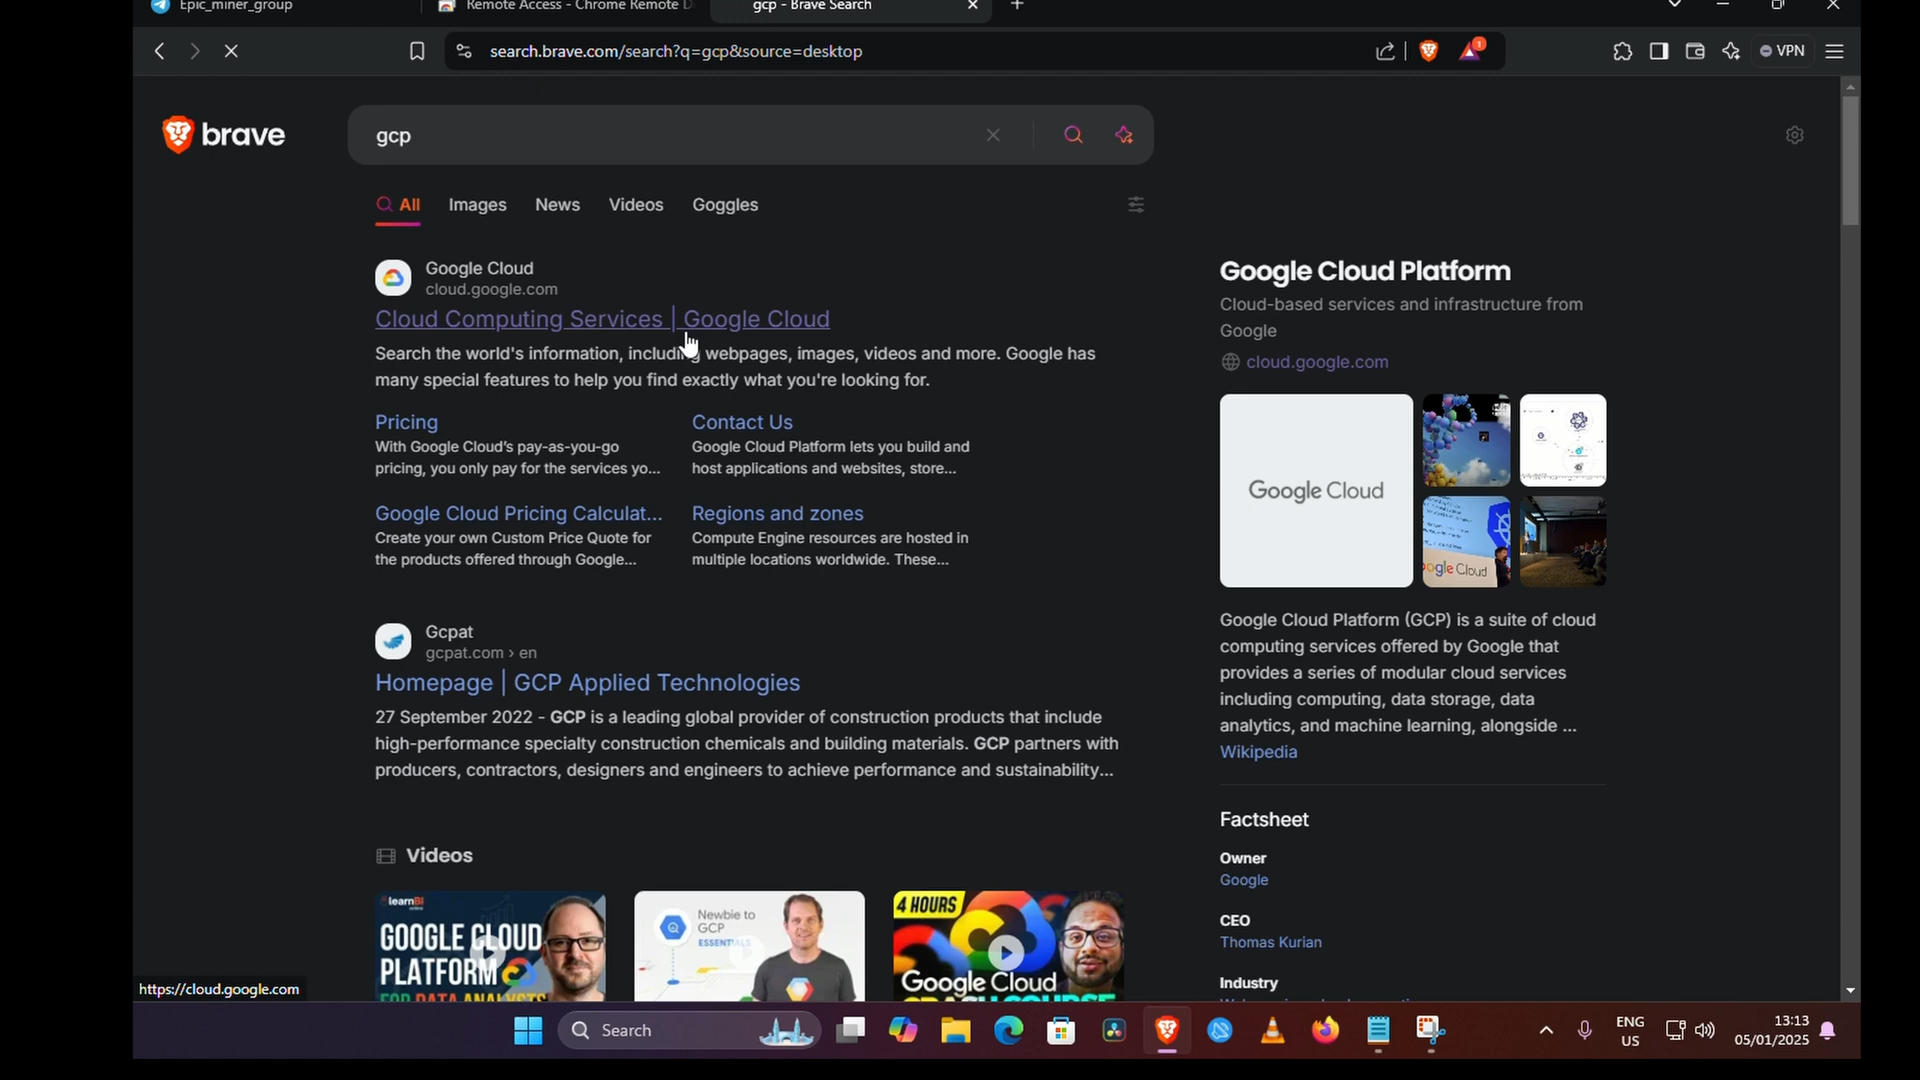 Epic_miner_group
Remote Access - Chrome Remote D
gcp - Brave Search
search.brave.com/search?q=gcp&source=desktop
1
VPN
brave
gcp
All
Images
News
Videos
Goggles
Google Cloud
cloud.google.com
Cloud Computing Services | Google Cloud
Search the world's information, including webpages, images, videos and more. Google has
many special features to help you find exactly what you're looking for.
Pricing
With Google Cloud's pay-as-you-go
pricing, you only pay for the services yo...
Contact Us
Google Cloud Platform lets you build and
host applications and websites, store...
Google Cloud Pricing Calculat...
Create your own Custom Price Quote for
the products offered through Google...
Regions and zones
Compute Engine resources are hosted in
multiple locations worldwide. These...
Gcpat
gcpat.com › en
Homepage | GCP Applied Technologies
27 September 2022 - GCP is a leading global provider of construction products that include
high-performance specialty construction chemicals and building materials. GCP partners with
producers, contractors, designers and engineers to achieve performance and sustainability...
Videos
learnBI
GOOGLE CLOUD
PLATFORM
FOR DATA ANALYSTS
Newbie to
GCP
ESSENTIALS
4 HOURS
Google Cloud
CRASH COURSE
Google Cloud Platform
Cloud-based services and infrastructure from
Google
cloud.google.com
Google Cloud
ogle Cloud
Google Cloud Platform (GCP) is a suite of cloud
computing services offered by Google that
provides a series of modular cloud services
including computing, data storage, data
analytics, and machine learning, alongside ...
Wikipedia
Factsheet
Owner
Google
CEO
Thomas Kurian
Industry
https://cloud.google.com
Search
ENG
US
13:13
05/01/2025